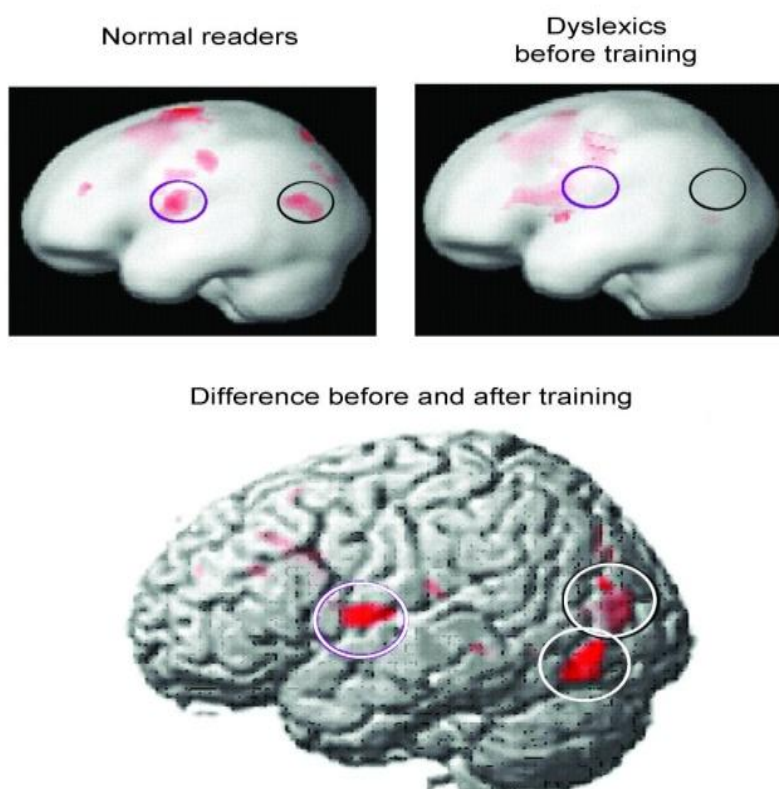 Normal readers
Dyslexics
before training
Difference before and after training